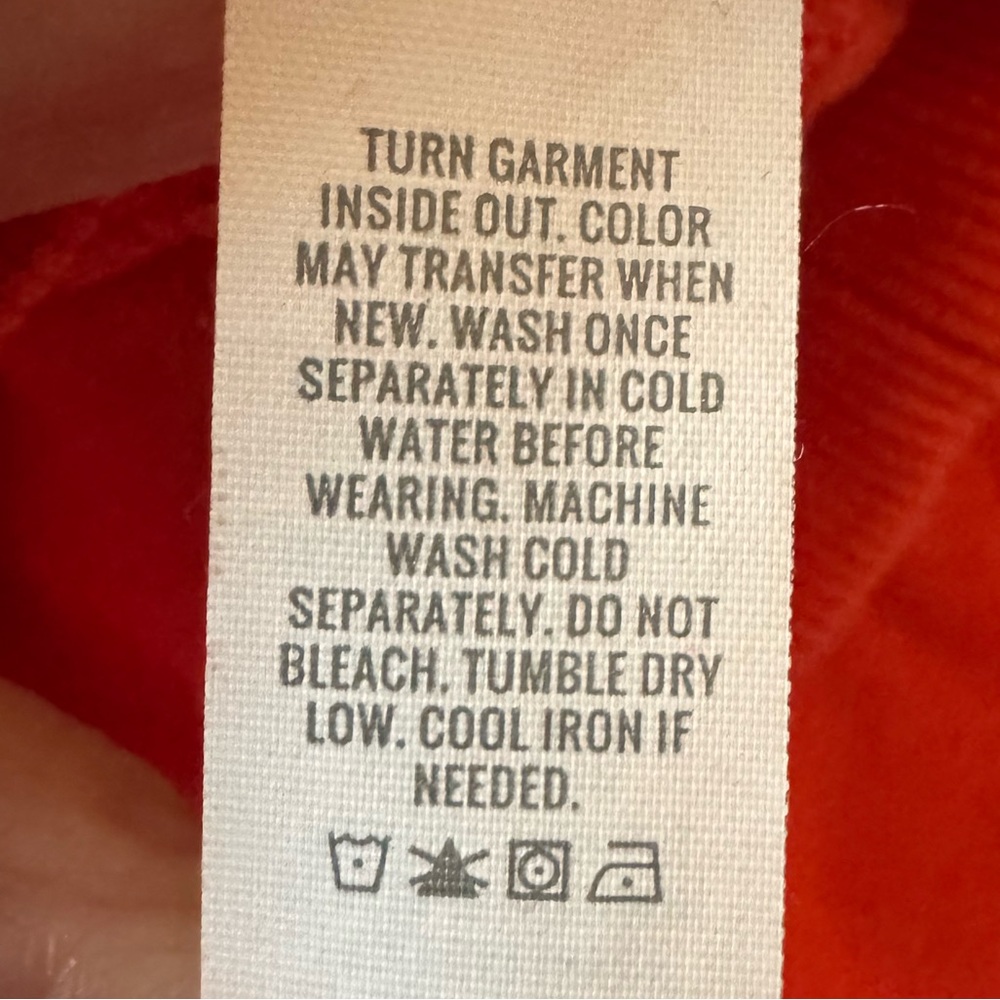 TURN GARMENT
INSIDE OUT. COLOR
MAY TRANSFER WHEN
NEW. WASH ONCE
SEPARATELY IN COLD
WATER BEFORE
WEARING. MACHINE
WASH COLD
SEPARATELY. DO NOT
BLEACH. TUMBLE DRY
LOW. COOL IRON IF
NEEDED.